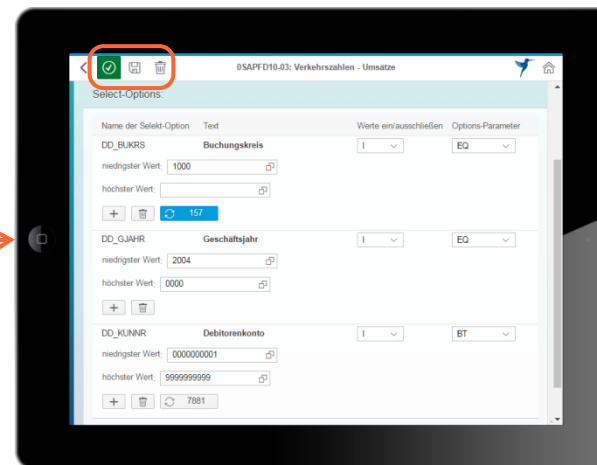 0SAPFD10-03: Verkehrszahlen - Umsätze
Select-Options:
Name der Selekt-Option Text Werte ein/ausschließen Options-Parameter
DD_BUKRS Buchungskreis I EQ
niedrigster Wert: 1000
höchster Wert:
157
DD_GJAHR Geschäftsjahr I EQ
niedrigster Wert: 2004
höchster Wert: 0000
DD_KUNNR Debitorenkonto I BT
niedrigster Wert: 0000000001
höchster Wert: 9999999999
7881